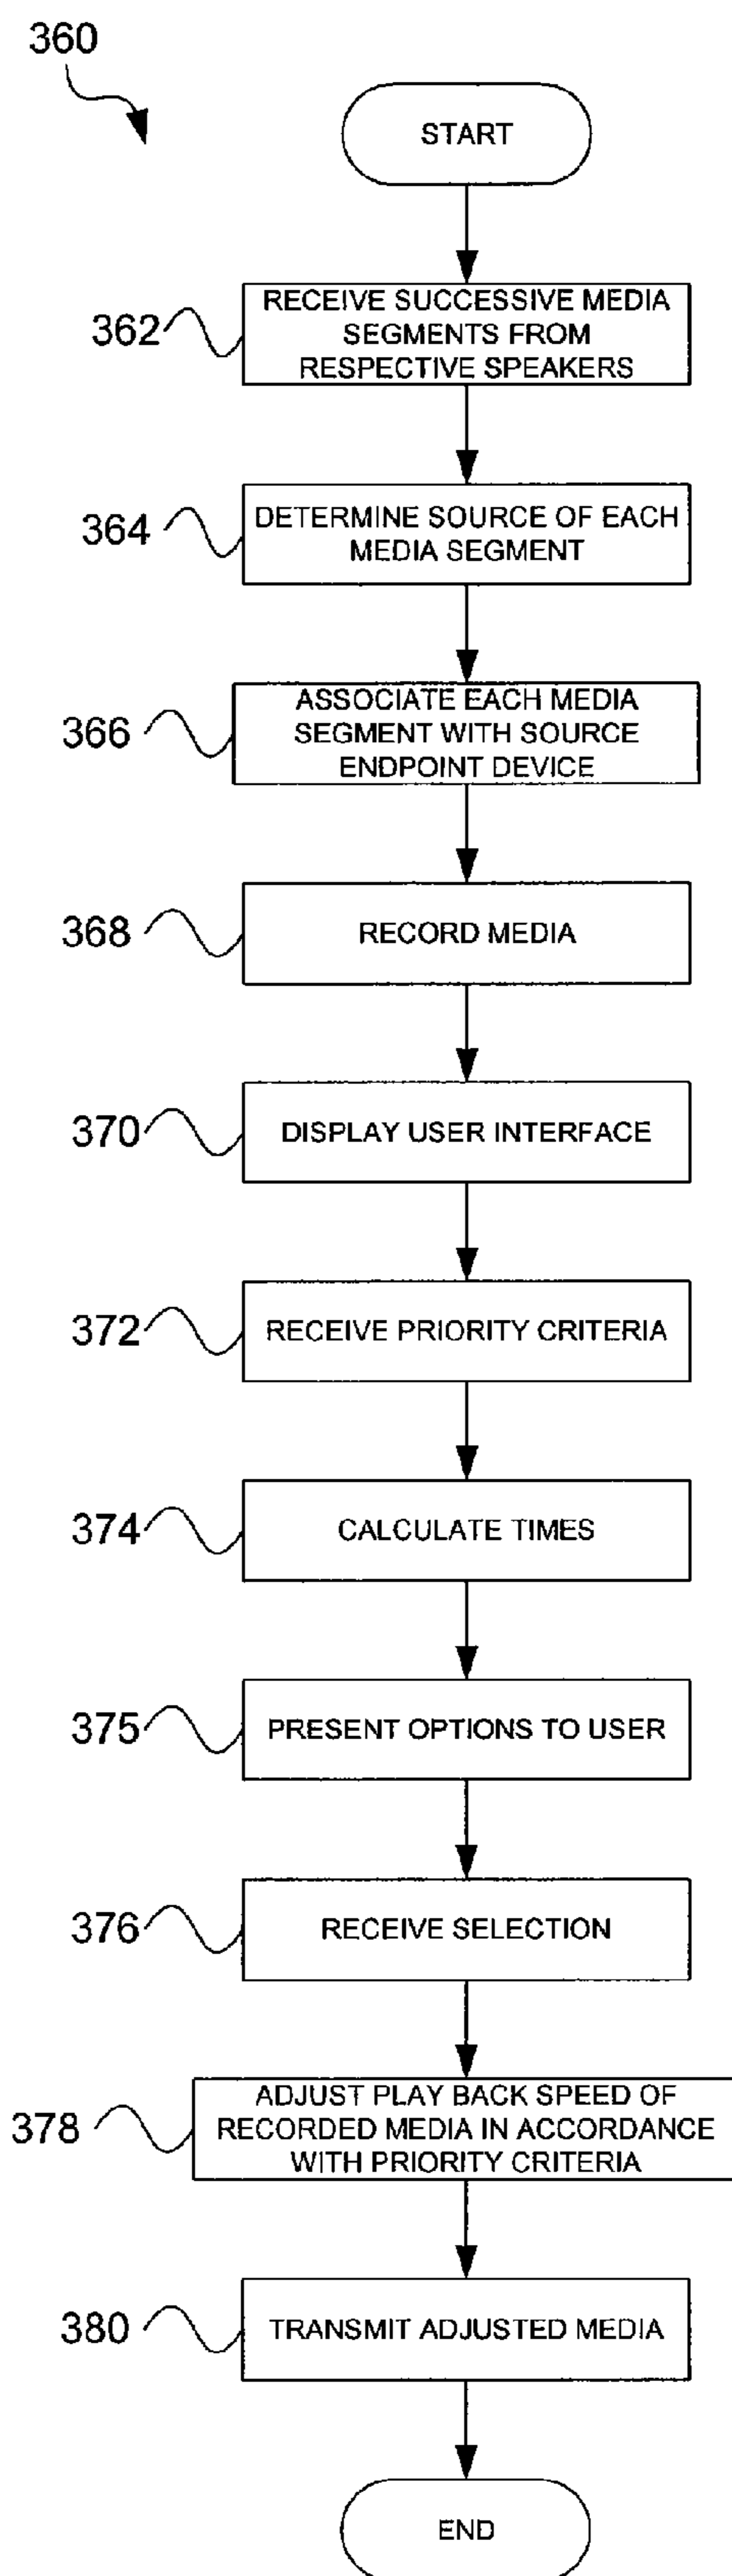 360
START
362
RECEIVE SUCCESSIVE MEDIA
SEGMENTS FROM
RESPECTIVE SPEAKERS
364
DETERMINE SOURCE OF EACH
MEDIA SEGMENT
366
ASSOCIATE EACH MEDIA
SEGMENT WITH SOURCE
ENDPOINT DEVICE
368
RECORD MEDIA
370
DISPLAY USER INTERFACE
372
RECEIVE PRIORITY CRITERIA
374
CALCULATE TIMES
375
PRESENT OPTIONS TO USER
376
RECEIVE SELECTION
378
ADJUST PLAY BACK SPEED OF
RECORDED MEDIA IN ACCORDANCE
WITH PRIORITY CRITERIA
380
TRANSMIT ADJUSTED MEDIA
END